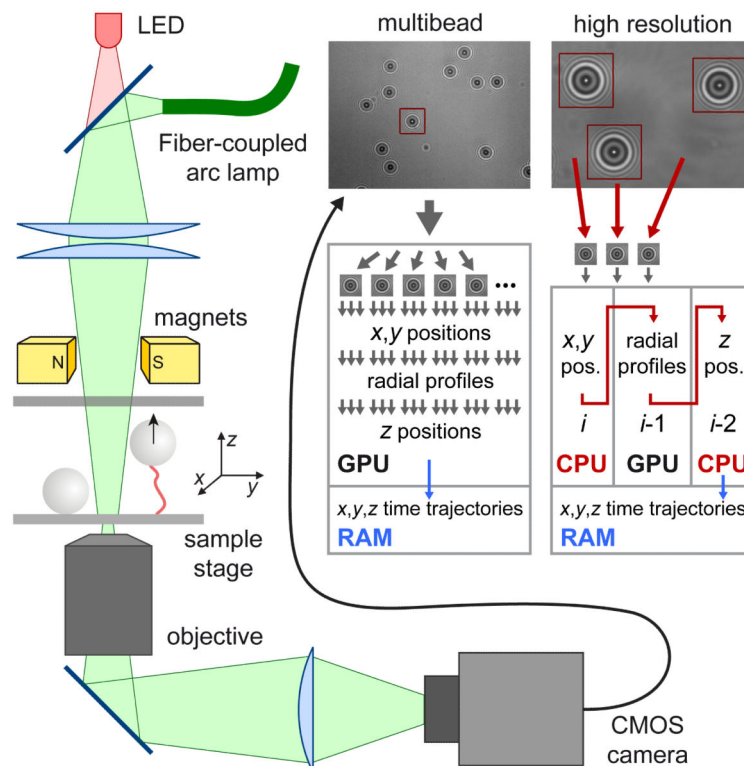 LED
Fiber-coupled
arc lamp
magnets
N
S
z
x
y
sample
stage
objective
CMOS
camera
multibead
•••
x,y positions
radial profiles
z positions
GPU
x,y,z time trajectories
RAM
high resolution
x,y
pos.
i
CPU
radial
profiles
i-1
GPU
z
pos.
i-2
CPU
x,y,z time trajectories
RAM